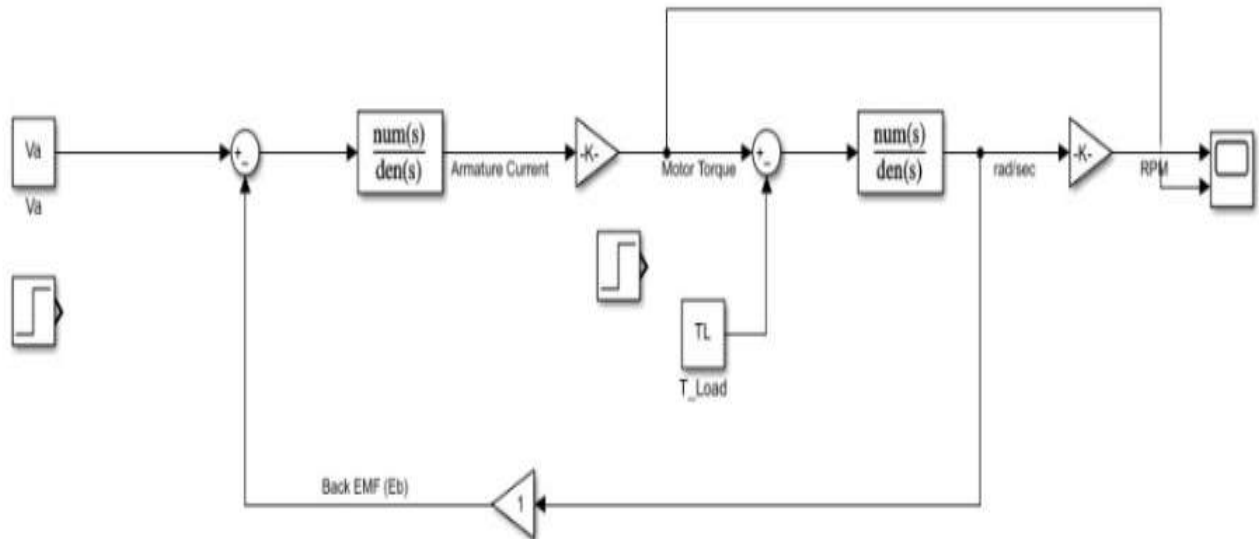 Va
Va
+
-
num(s)
den(s)
Armature Current
-K-
Motor Torque
+
-
num(s)
den(s)
rad/sec
-K-
RPM
TL
T_Load
Back EMF (Eb)
1